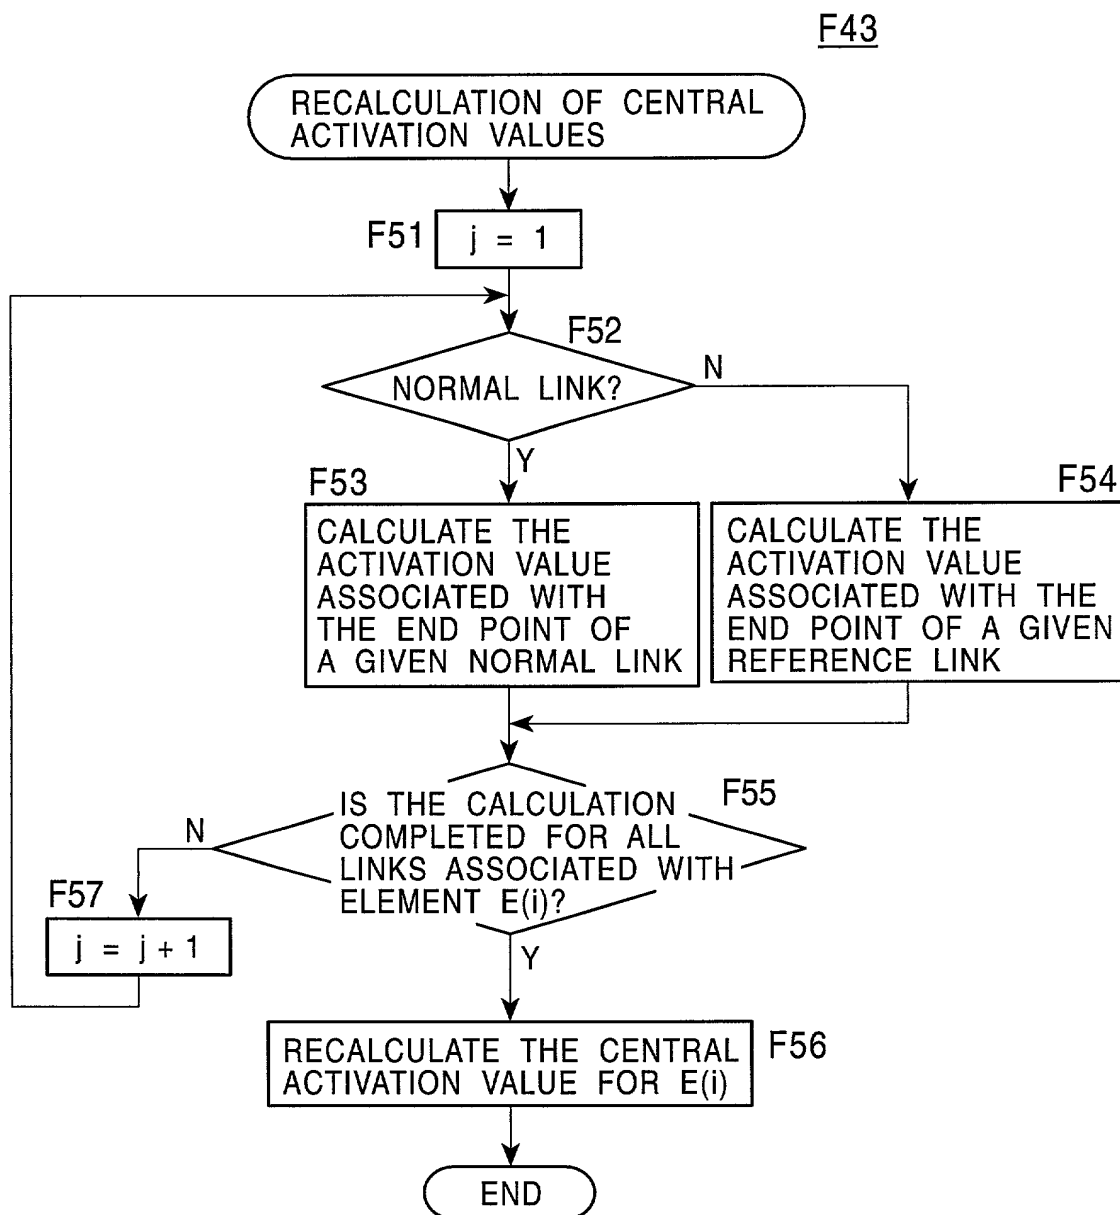 F43
RECALCULATION OF CENTRAL
ACTIVATION VALUES
F51
j = 1
F52
NORMAL LINK?
N
Y
F53
CALCULATE THE
ACTIVATION VALUE
ASSOCIATED WITH
THE END POINT OF
A GIVEN NORMAL LINK
F54
CALCULATE THE
ACTIVATION VALUE
ASSOCIATED WITH THE
END POINT OF A GIVEN
REFERENCE LINK
F55
IS THE CALCULATION
COMPLETED FOR ALL
LINKS ASSOCIATED WITH
ELEMENT E(i)?
N
F57
j = j + 1
Y
F56
RECALCULATE THE CENTRAL
ACTIVATION VALUE FOR E(i)
END